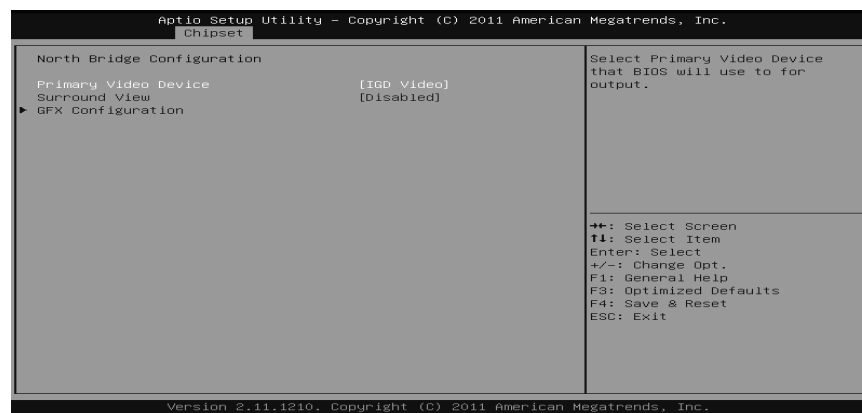 Aptio Setup Utility – Copyright (C) 2011 American Megatrends, Inc.
Chipset
North Bridge Configuration
Primary Video Device [IGD Video]
Surround View [Disabled]
► GFX Configuration
Select Primary Video Device
that BIOS will use to for
output.
→←: Select Screen
↑↓: Select Item
Enter: Select
+/-: Change Opt.
F1: General Help
F3: Optimized Defaults
F4: Save & Reset
ESC: Exit
Version 2.11.1210. Copyright (C) 2011 American Megatrends, Inc.